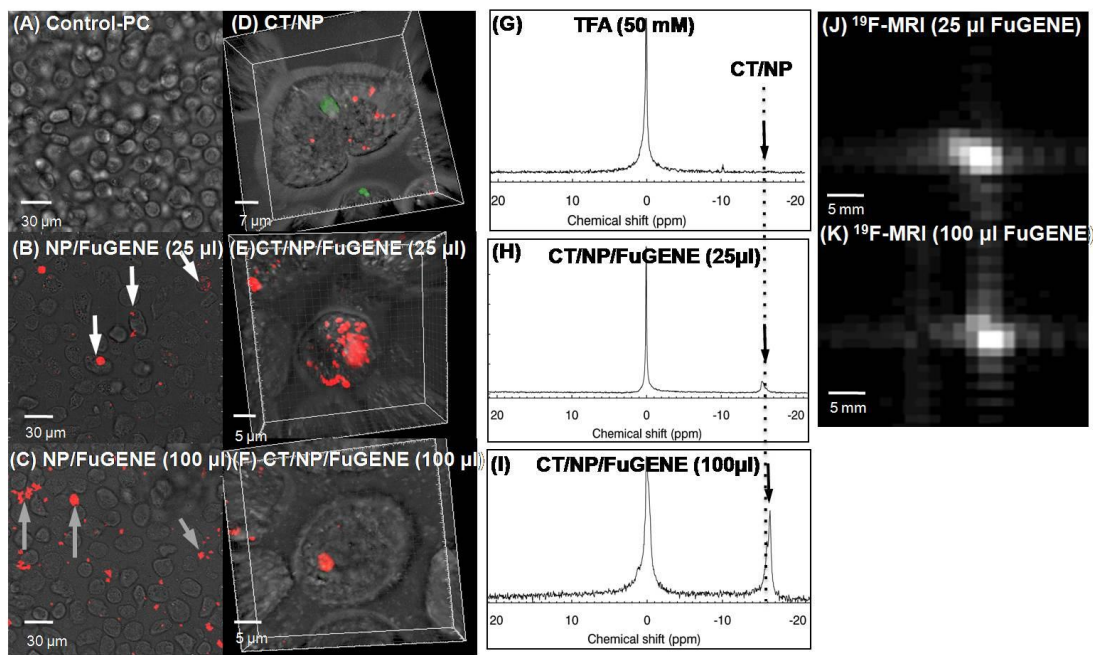 (A) Control-PC
30 µm
(B) NP/FuGENE (25 µl)
30 µm
(C) NP/FuGENE (100 µl)
30 µm
(D) CT/NP
7 µm
(E) CT/NP/FuGENE (25 µl)
5 µm
(F) CT/NP/FuGENE (100 µl)
5 µm
(G) TFA (50 mM)
CT/NP
20 10 0 -10 -20
Chemical shift (ppm)
(H) CT/NP/FuGENE (25µl)
20 10 0 -10 -20
Chemical shift (ppm)
(I) CT/NP/FuGENE (100µl)
20 10 0 -10 -20
Chemical shift (ppm)
(J) ¹⁹F-MRI (25 µl FuGENE)
5 mm
(K) ¹⁹F-MRI (100 µl FuGENE)
5 mm